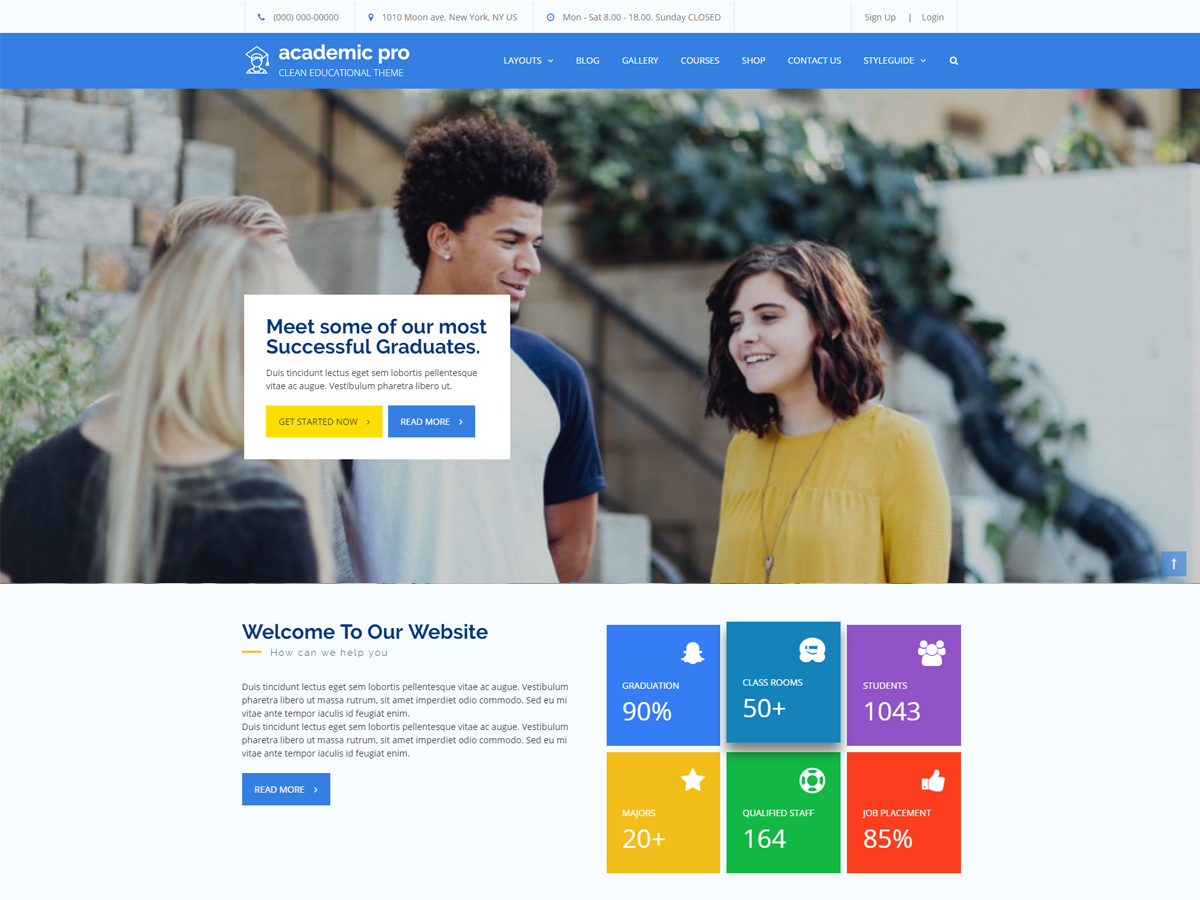 (000) 000-00000
1010 Moon ave, New York, NY US
Mon - Sat 8.00 - 18.00. Sunday CLOSED
Sign Up | Login
academic pro
CLEAN EDUCATIONAL THEME
LAYOUTS
BLOG
GALLERY
COURSES
SHOP
CONTACT US
STYLEGUIDE
Meet some of our most
Successful Graduates.
Duis tincidunt lectus eget sem lobortis pellentesque
vitae ac augue. Vestibulum pharetra libero ut.
GET STARTED NOW
READ MORE
Welcome To Our Website
How can we help you
Duis tincidunt lectus eget sem lobortis pellentesque vitae ac augue. Vestibulum
pharetra libero ut massa rutrum, sit amet imperdiet odio commodo. Sed eu mi
vitae ante tempor iaculis id feugiat enim.
Duis tincidunt lectus eget sem lobortis pellentesque vitae ac augue. Vestibulum
pharetra libero ut massa rutrum, sit amet imperdiet odio commodo. Sed eu mi
vitae ante tempor iaculis id feugiat enim.
READ MORE
GRADUATION
90%
CLASS ROOMS
50+
STUDENTS
1043
MAJORS
20+
QUALIFIED STAFF
164
JOB PLACEMENT
85%